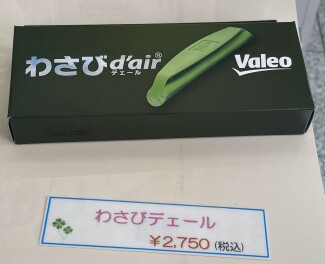 わさびd'air®
デェール
Valeo
わさびデェール
¥2,750(税込)